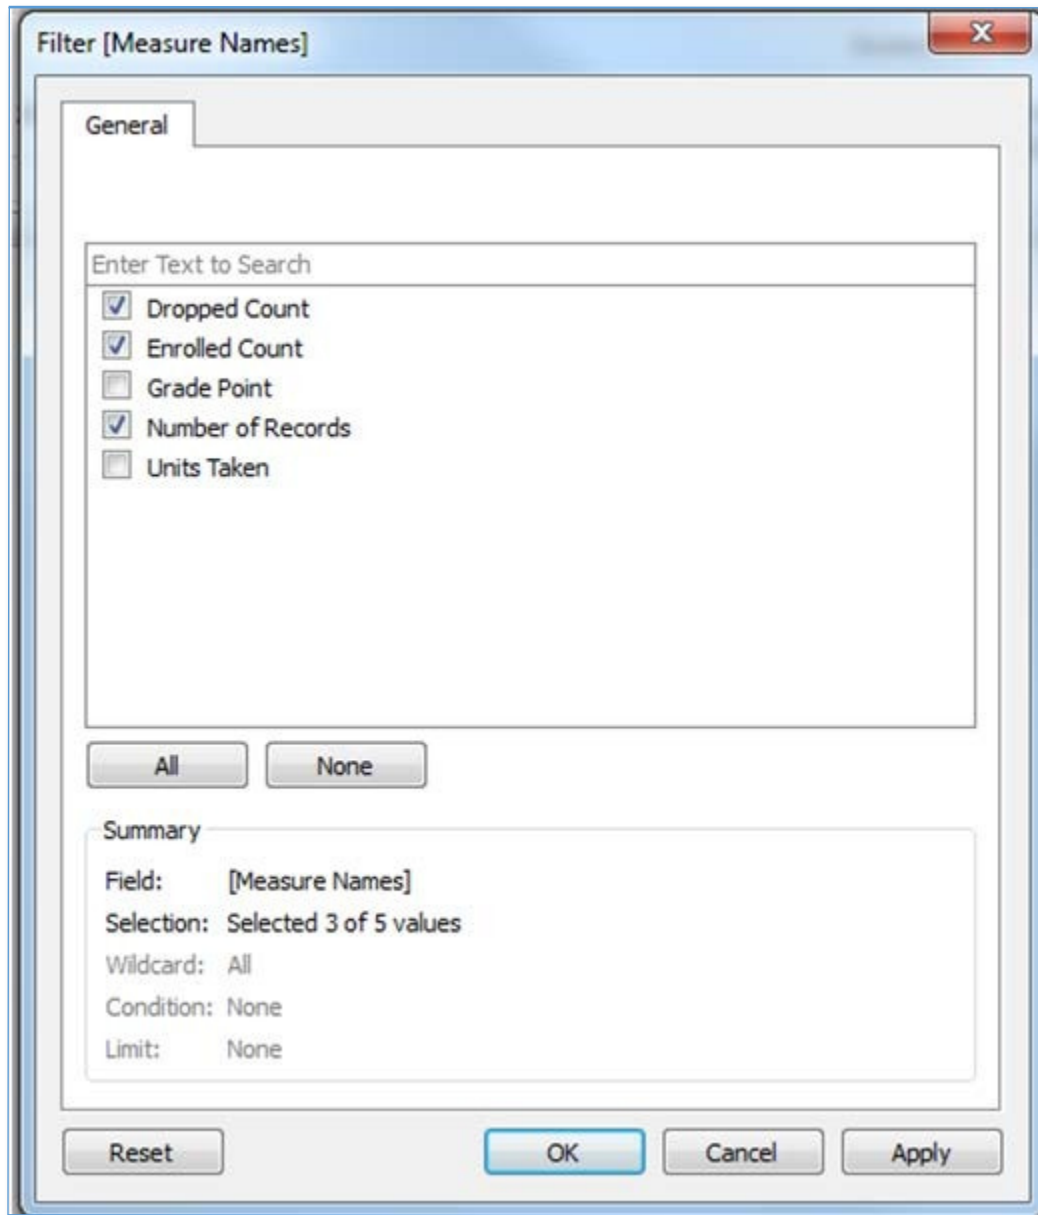 Filter [Measure Names]
General
Enter Text to Search
Dropped Count
Enrolled Count
Grade Point
Number of Records
Units Taken
All None
Summary
Field: [Measure Names]
Selection: Selected 3 of 5 values
Wildcard: All
Condition: None
Limit: None
Reset OK Cancel Apply